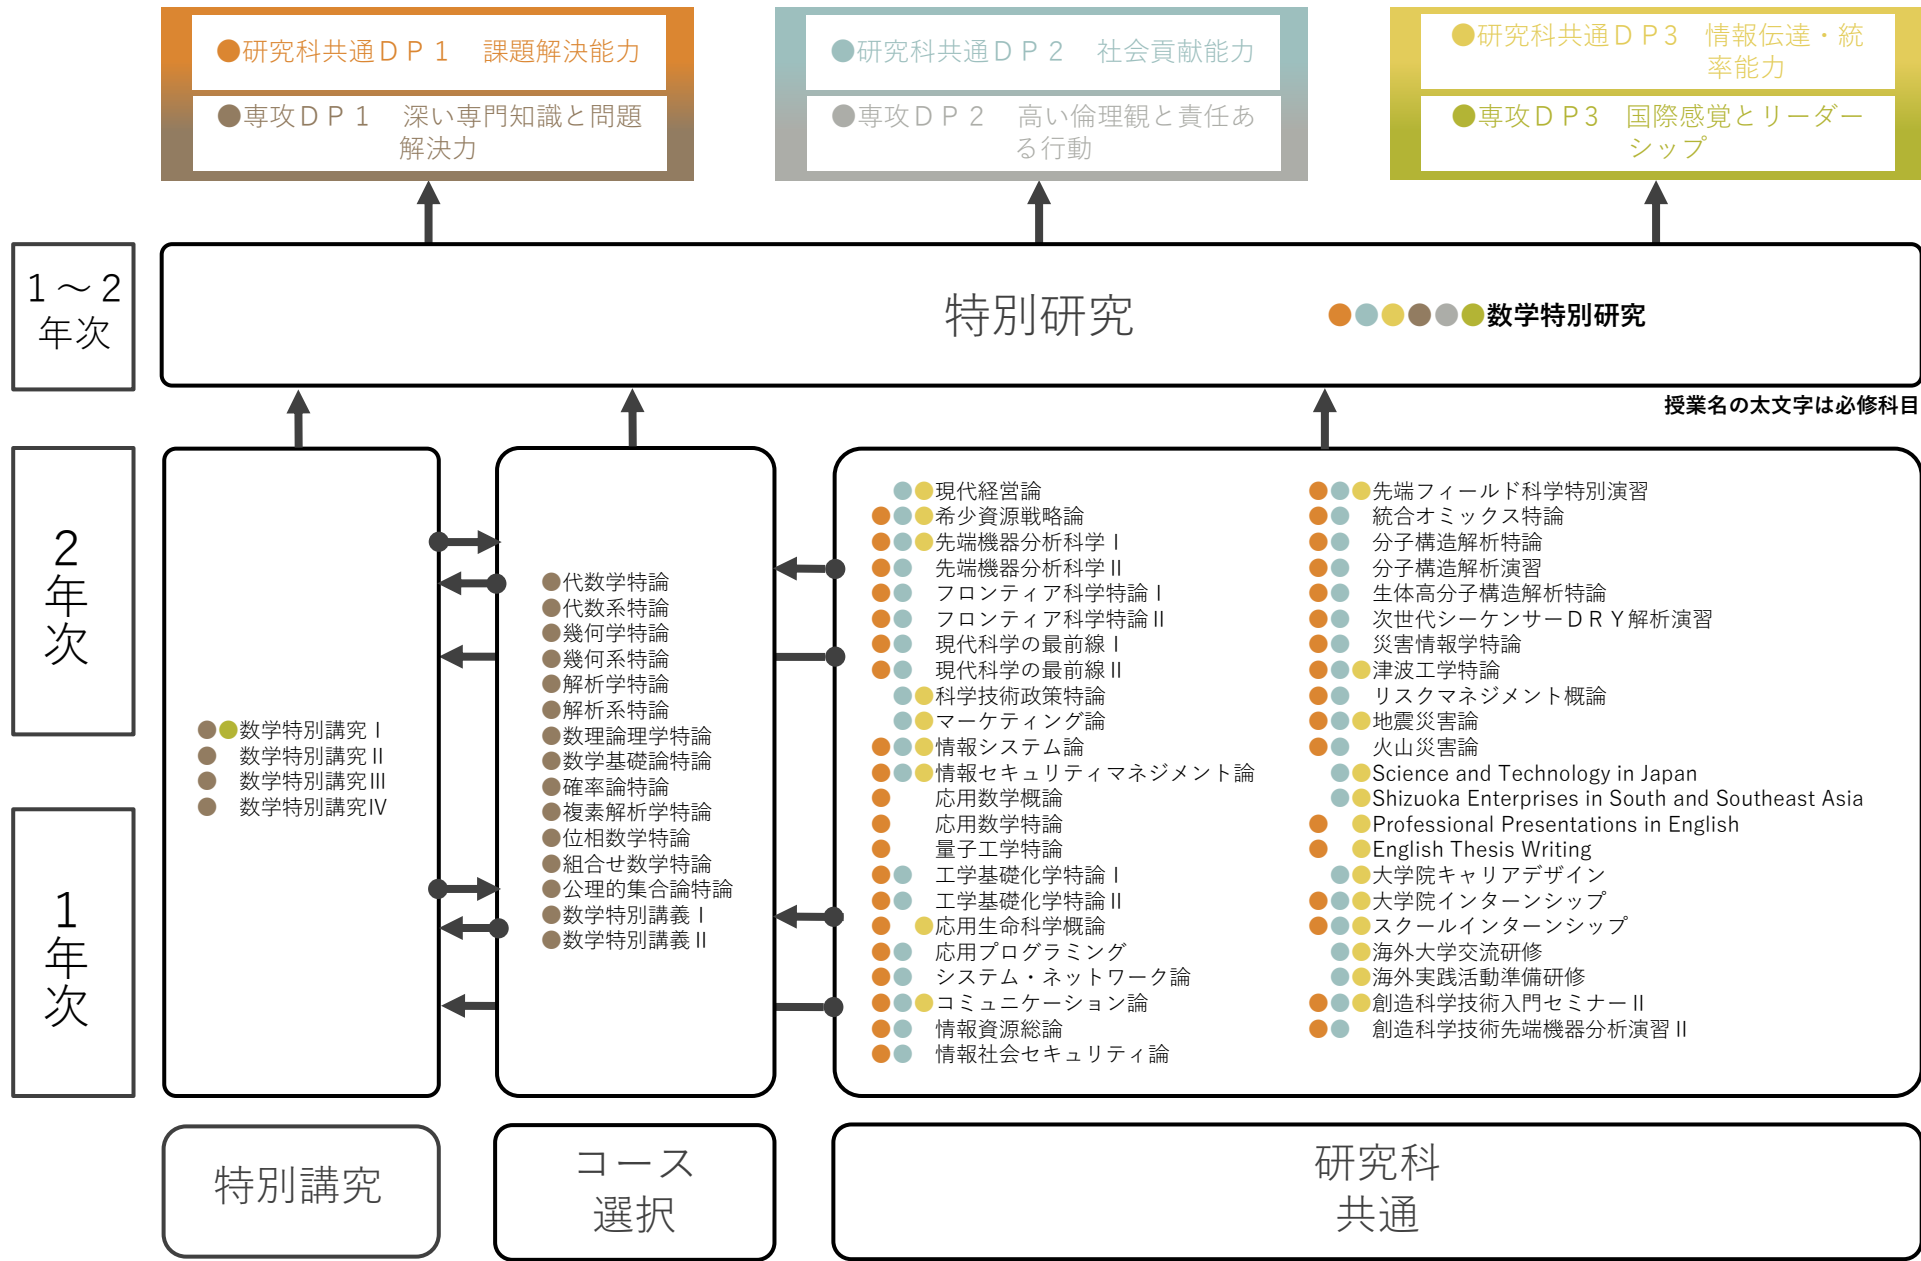 ●研究科共通ＤＰ１　課題解決能力
●専攻ＤＰ１　深い専門知識と問題
解決力
●研究科共通ＤＰ２　社会貢献能力
●専攻ＤＰ２　高い倫理観と責任あ
る行動
●研究科共通ＤＰ3　情報伝達・統
率能力
●専攻ＤＰ3　国際感覚とリーダー
シップ
１～２
年次
特別研究
●●●●●●数学特別研究
授業名の太文字は必修科目
２
年
次
１
年
次
●●数学特別講究Ⅰ
●　数学特別講究Ⅱ
●　数学特別講究Ⅲ
●　数学特別講究Ⅳ
●代数学特論
●代数系特論
●幾何学特論
●幾何系特論
●解析学特論
●解析系特論
●数理論理学特論
●数学基礎論特論
●確率論特論
●複素解析学特論
●位相数学特論
●組合せ数学特論
●公理的集合論特論
●数学特別講義Ⅰ
●数学特別講義Ⅱ
　●●現代経営論
●●●希少資源戦略論
●●●先端機器分析科学Ⅰ
●●　先端機器分析科学Ⅱ
●●　フロンティア科学特論Ⅰ
●●　フロンティア科学特論Ⅱ
●●　現代科学の最前線Ⅰ
●●　現代科学の最前線Ⅱ
　●●科学技術政策特論
　●●マーケティング論
●●●情報システム論
●●●情報セキュリティマネジメント論
●　　応用数学概論
●　　応用数学特論
●　　量子工学特論
●●　工学基礎化学特論Ⅰ
●●　工学基礎化学特論Ⅱ
●　●応用生命科学概論
●●　応用プログラミング
●●　システム・ネットワーク論
●●●コミュニケーション論
●●　情報資源総論
●●　情報社会セキュリティ論
●●●先端フィールド科学特別演習
●●　統合オミックス特論
●●　分子構造解析特論
●●　分子構造解析演習
●●　生体高分子構造解析特論
●●　次世代シーケンサーＤＲＹ解析演習
●●　災害情報学特論
●●●津波工学特論
●●　リスクマネジメント概論
●●●地震災害論
●●　火山災害論
　●●Science and Technology in Japan
　●●Shizuoka Enterprises in South and Southeast Asia
●　●Professional Presentations in English
●　●English Thesis Writing
　●●大学院キャリアデザイン
●●●大学院インターンシップ
●●●スクールインターンシップ
　●●海外大学交流研修
　●●海外実践活動準備研修
●●●創造科学技術入門セミナーⅡ
●●　創造科学技術先端機器分析演習Ⅱ
特別講究
コース
選択
研究科
共通